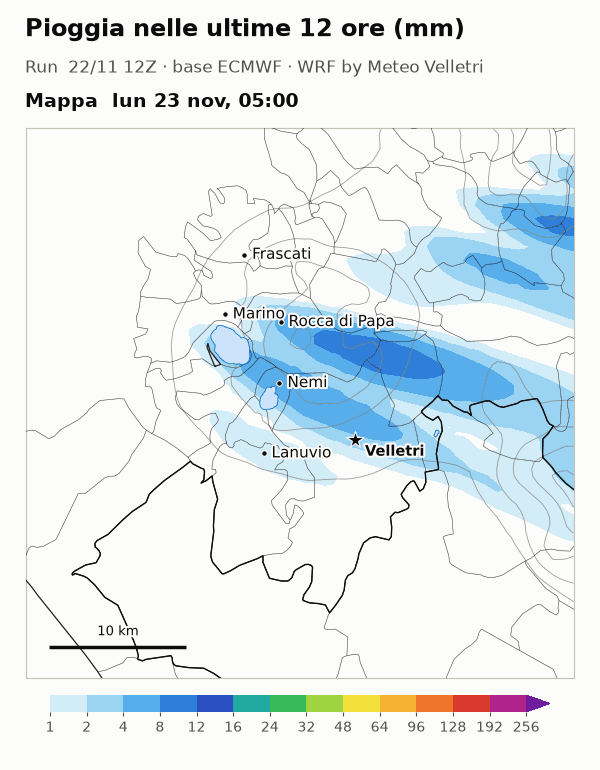 Pioggia nelle ultime 12 ore (mm)
Run  22/11 12Z · base ECMWF · WRF by Meteo Velletri
Mappa  lun 23 nov, 05:00
Frascati
Marino
Rocca di Papa
Nemi
Velletri
Lanuvio
10 km
1 2 4 8 12 16 24 32 48 64 96 128 192 256